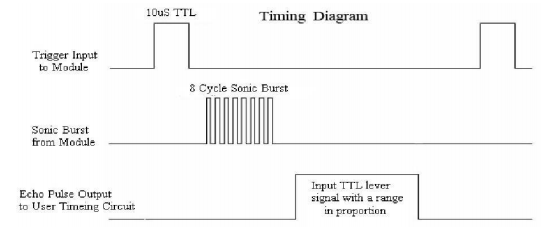 10uS TTL
Timing Diagram
Trigger Input
to Module
8 Cycle Sonic Burst
Sonic Burst
from Module
Input TTL lever
signal with a range
in proportion
Echo Pulse Output
to User Timeing Circuit